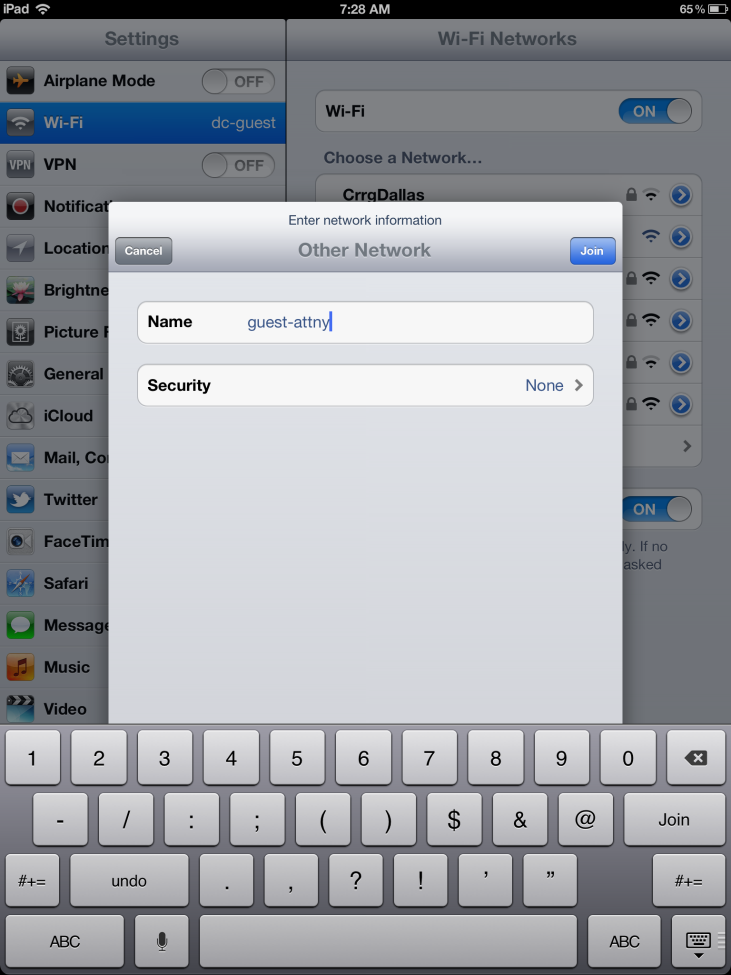 iPad 7:28 AM 65%
Settings
Wi-Fi Networks
Airplane Mode OFF
Wi-Fi dc-guest
VPN VPN OFF
Wi-Fi ON
Choose a Network...
CrrgDallas
Notificat
Location
Brightne
Picture F
General
iCloud
Mail, Co
Twitter
FaceTim
Safari
Message
Music
Video
Enter network information
Cancel Other Network Join
Name guest-attny
Security None >
ON
ly. If no
asked
1 2 3 4 5 6 7 8 9 0
- / : ; ( ) $ & @ Join
#+= undo . , ? ! ' " #+=
ABC ABC